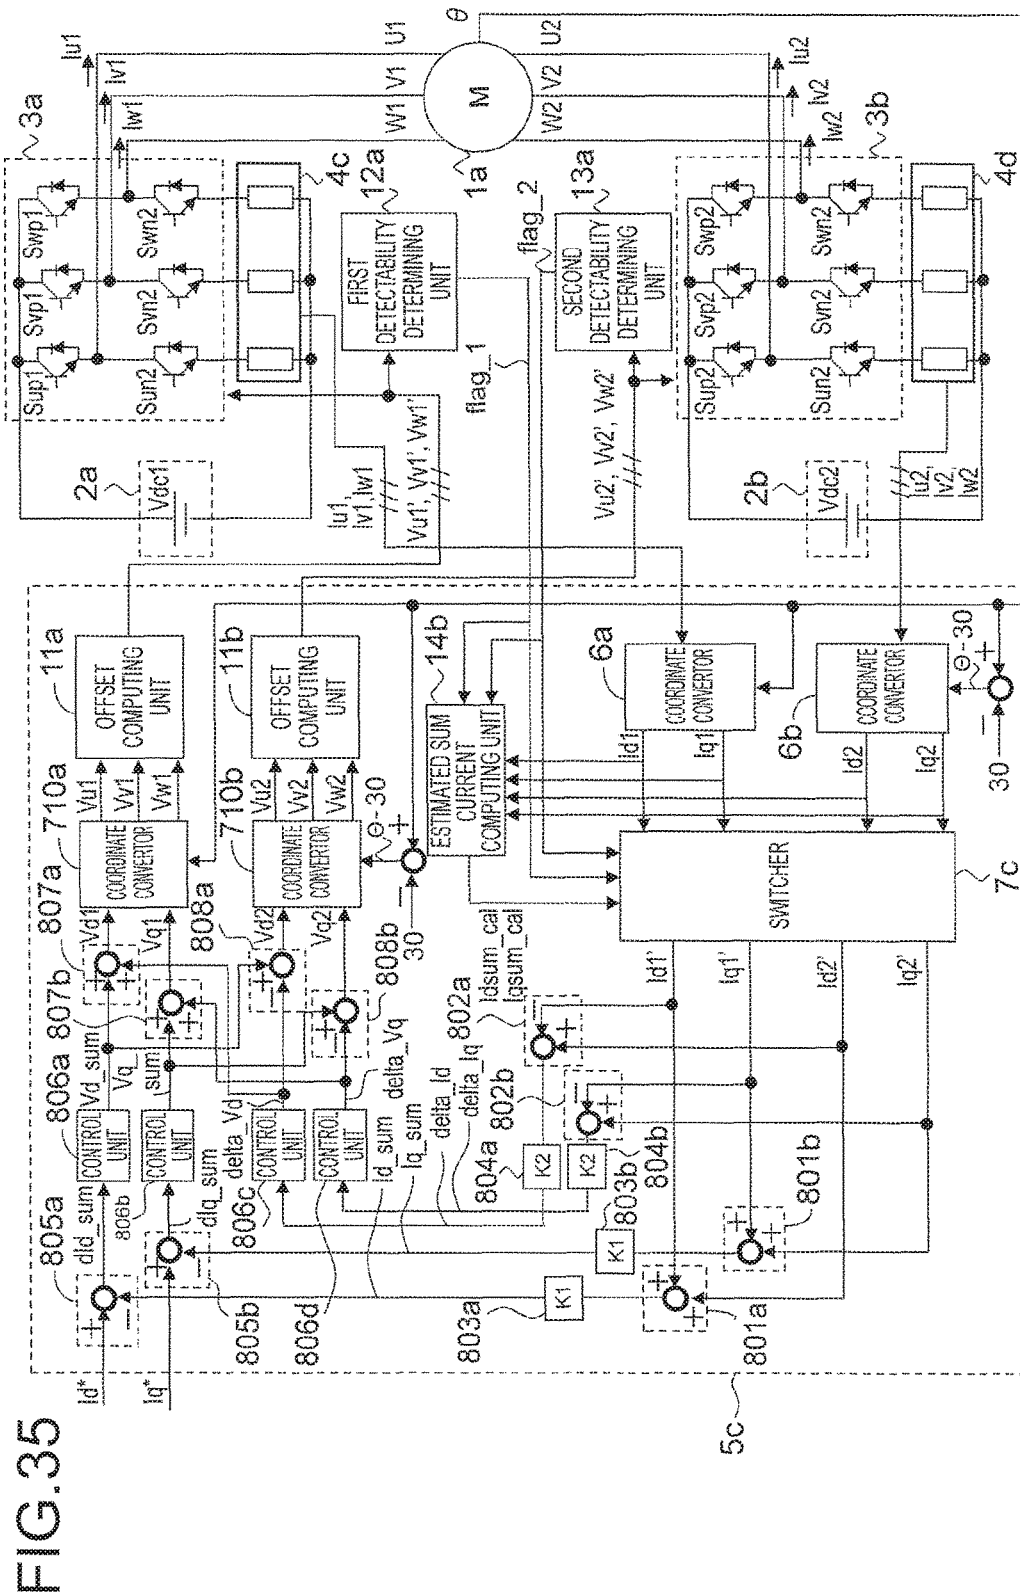 FIG.35
Id*
Iq*
805a
dId_sum
805b
dIq_sum
806a
CONTROL UNIT
806b
CONTROL UNIT
806c
CONTROL UNIT
806d
CONTROL UNIT
Vd_sum
Vq_sum
delta_Vd
delta_Vq
Id_sum
Iq_sum
delta_Id
delta_Iq
807a
807b
808a
808b
Vd1
Vq1
Vd2
Vq2
710a
COORDINATE CONVERTOR
710b
COORDINATE CONVERTOR
θ-30
30
Vu1
Vv1
Vw1
Vu2
Vv2
Vw2
11a
OFFSET COMPUTING UNIT
11b
OFFSET COMPUTING UNIT
14b
ESTIMATED SUM CURRENT COMPUTING UNIT
Idsum_cal
Iqsum_cal
802a
802b
804a
K2
804b
K2
803a
K1
803b
K1
801a
801b
5c
Id1'
Iq1'
Id2'
Iq2'
SWITCHER
7c
Id1
Iq1
Id2
Iq2
6a
COORDINATE CONVERTOR
6b
COORDINATE CONVERTOR
θ-30
30
2a
Vdc1
Iu1,
Iv1, Iw1
Vu1', Vv1', Vw1'
flag_1
flag_2
Vu2', Vv2', Vw2'
2b
Vdc2
Iu2,
Iv2,
Iw2
3a
Sup1
Svp1
Swp1
Sun2
Svn2
Swn2
4c
12a
FIRST DETECTABILITY DETERMINING UNIT
13a
SECOND DETECTABILITY DETERMINING UNIT
3b
Sup2
Svp2
Swp2
Sun2
Svn2
Swn2
4d
Iu1
Iv1
Iw1
U1
V1
W1
M
1a
θ
U2
V2
W2
Iu2
Iv2
Iw2